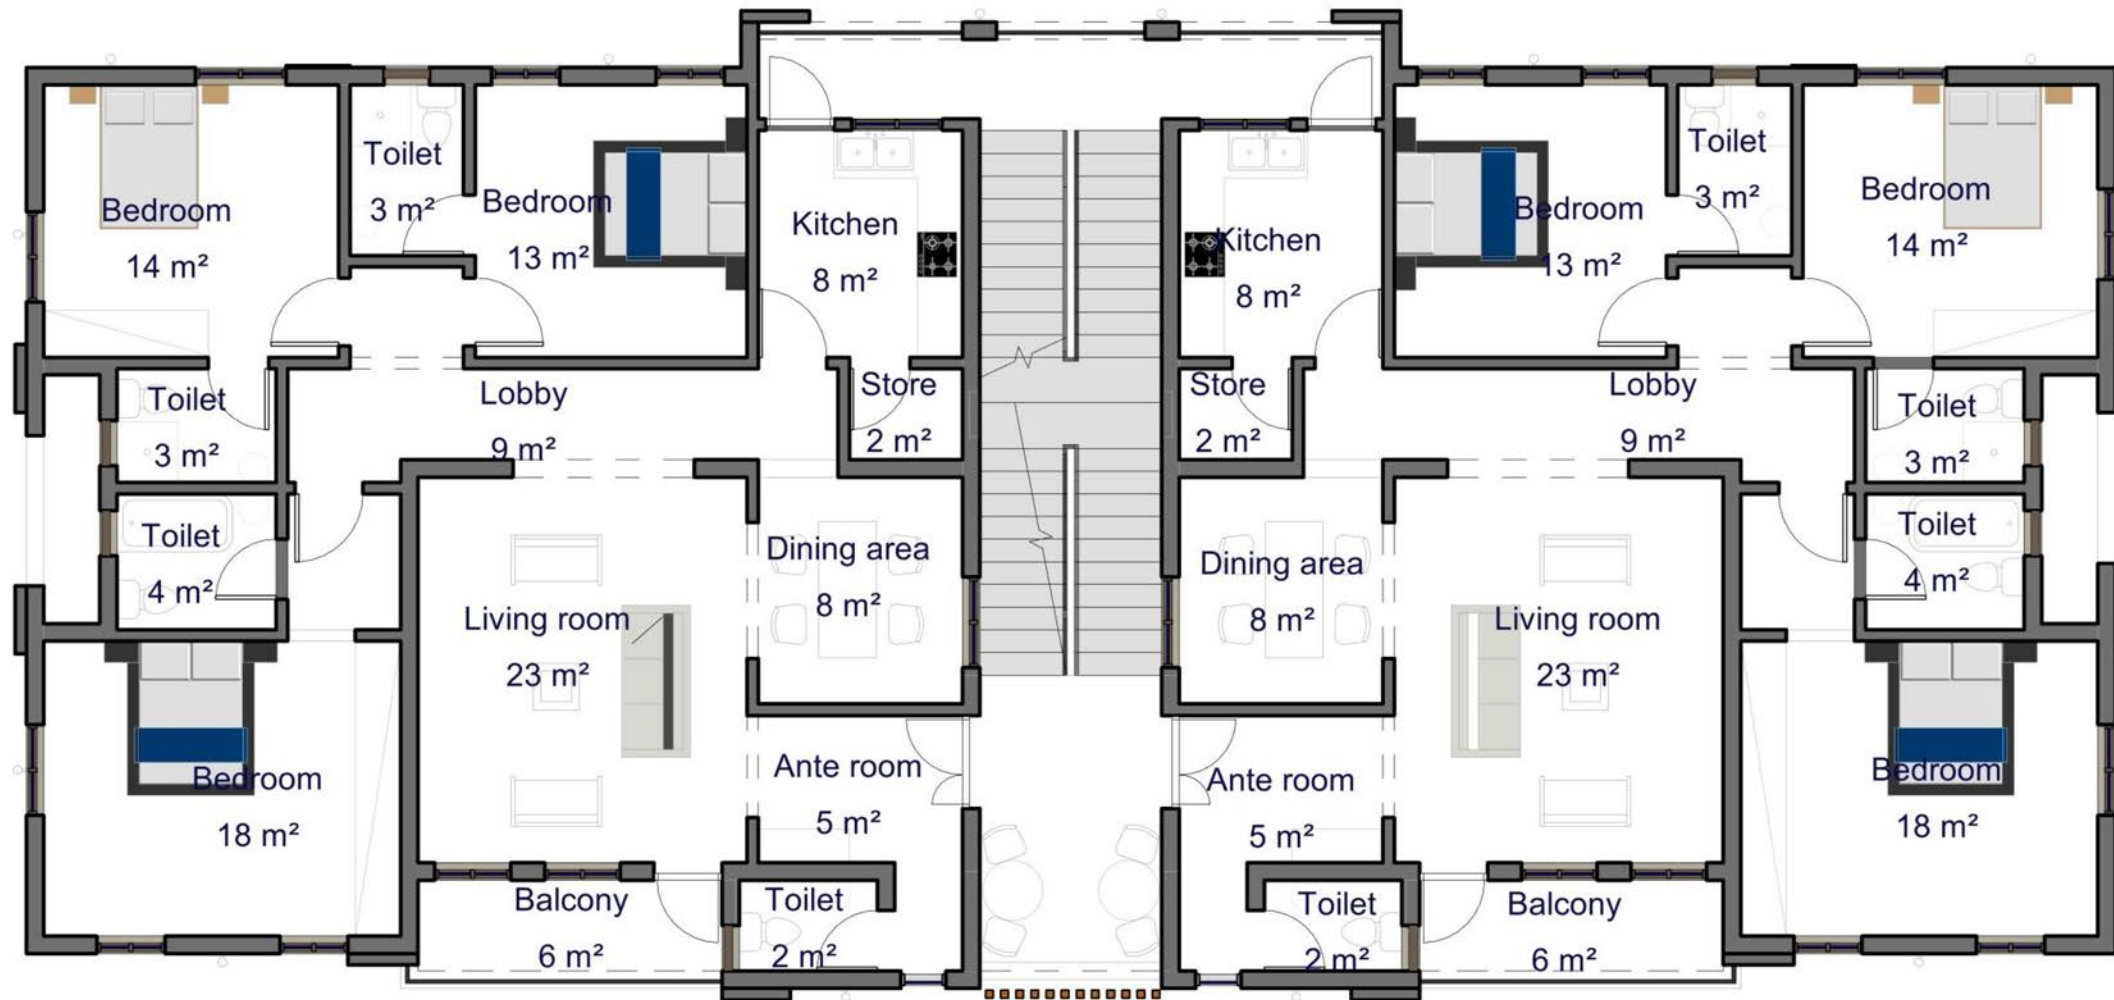 Toilet
3 m²
Bedroom
14 m²
Bedroom
13 m²
Kitchen
8 m²
Toilet
3 m²
Lobby
9 m²
Store
2 m²
Toilet
4 m²
Living room
23 m²
Dining area
8 m²
Bedroom
18 m²
Ante room
5 m²
Balcony
6 m²
Toilet
2 m²
Kitchen
8 m²
Bedroom
13 m²
Toilet
3 m²
Bedroom
14 m²
Store
2 m²
Lobby
9 m²
Toilet
3 m²
Dining area
8 m²
Living room
23 m²
Toilet
4 m²
Ante room
5 m²
Bedroom
18 m²
Toilet
2 m²
Balcony
6 m²